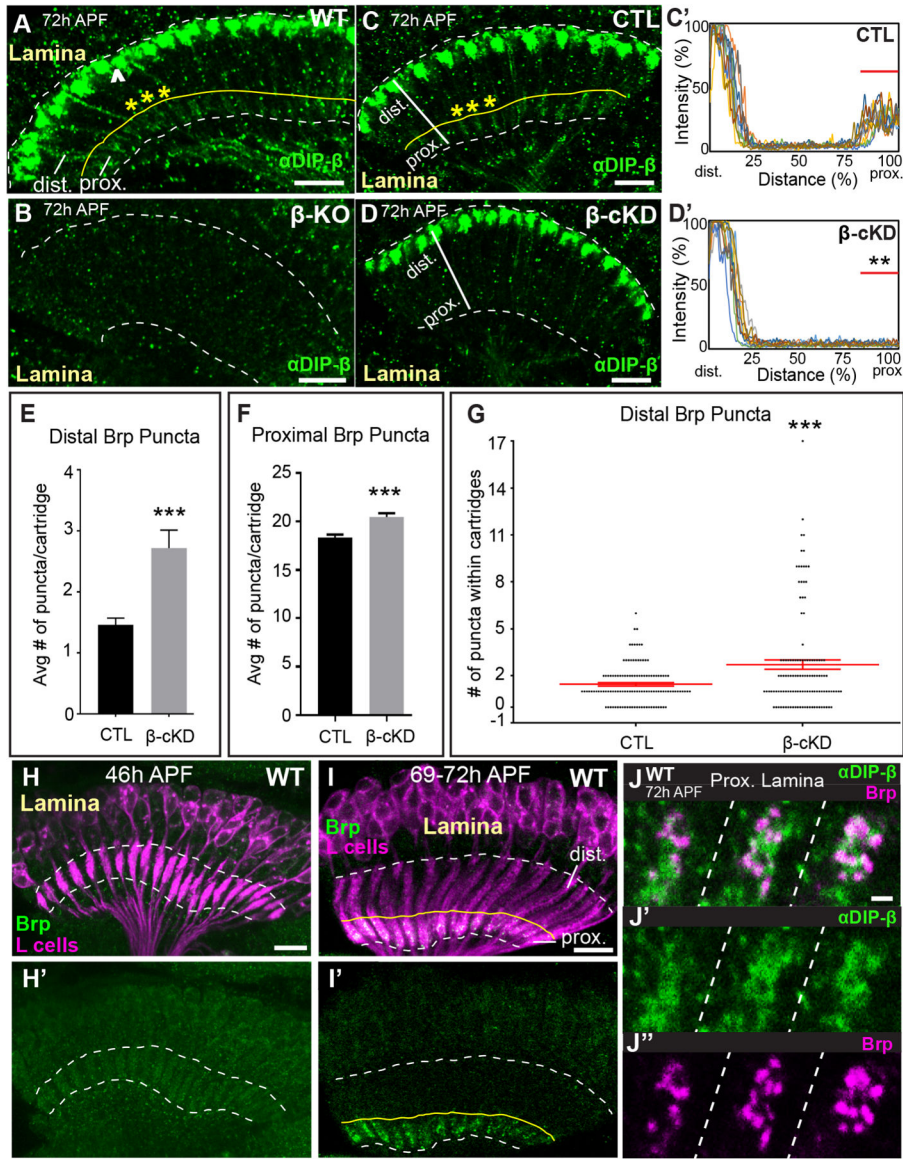 A 72h APF WT
Lamina
***
dist. prox.
αDIP-β
B 72h APF β-KO
Lamina
αDIP-β
C 72h APF CTL
dist.
***
prox.
Lamina
αDIP-β
D 72h APF β-cKD
dist.
prox.
Lamina
αDIP-β
C’
CTL
Intensity (%)
100
50
0
0 25 50 75 100
dist. Distance (%) prox.
D’
β-cKD
**
Intensity (%)
100
50
0
0 25 50 75 100
dist. Distance (%) prox.
E
Distal Brp Puncta
Avg # of puncta/cartridge
4
3
2
1
0
***
CTL β-cKD
F
Proximal Brp Puncta
Avg # of puncta/cartridge
25
20
15
10
5
0
***
CTL β-cKD
G
Distal Brp Puncta
# of puncta within cartridges
17
14
11
8
5
2
0
-1
***
CTL β-cKD
H 46h APF WT
Lamina
Brp
L cells
H’
I 69-72h APF WT
Brp
L cells
Lamina
dist.
prox.
I’
J WT
72h APF
Prox. Lamina
αDIP-β
Brp
J’ αDIP-β
J” Brp